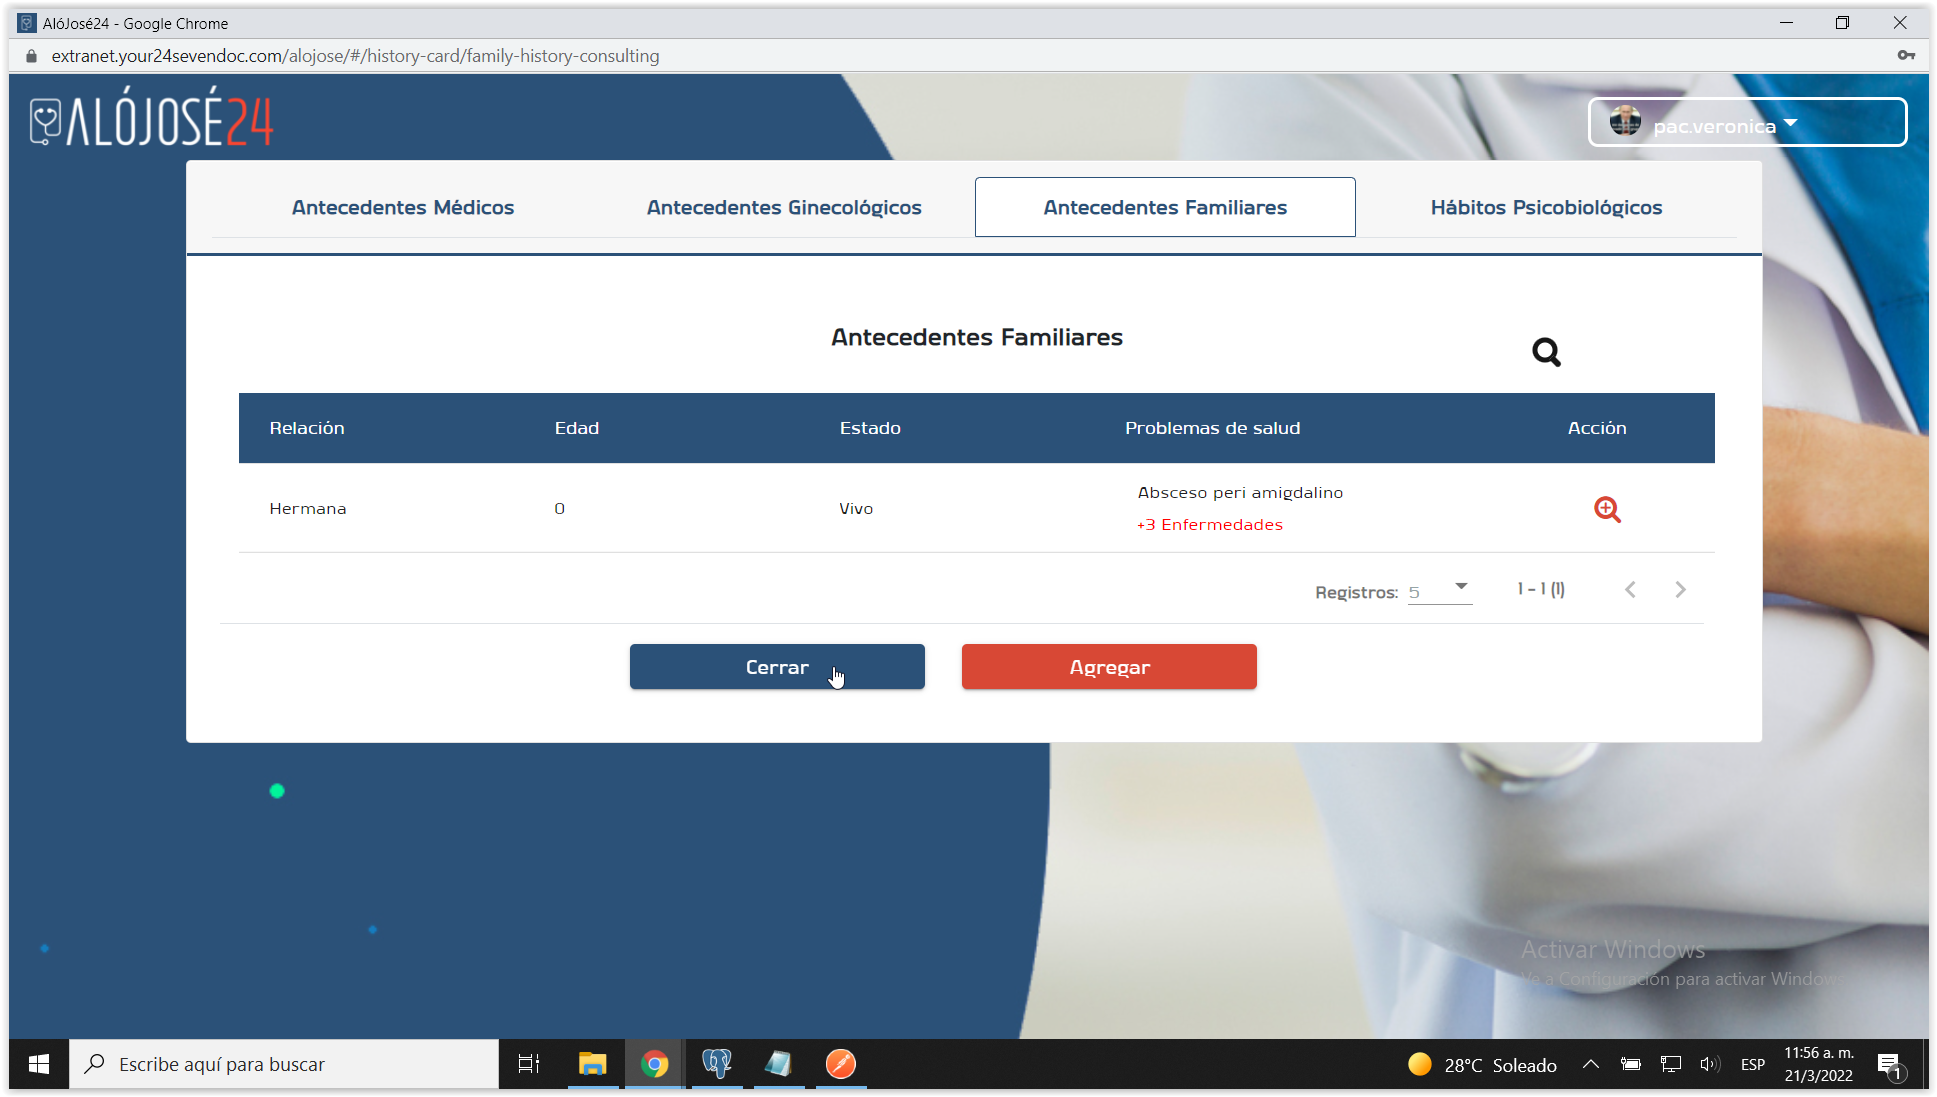 AlóJosé24 - Google Chrome
extranet.your24sevendoc.com/alojose/#/history-card/family-history-consulting
ALÓJOSÉ24
pac.veronica
Antecedentes Médicos
Antecedentes Ginecológicos
Antecedentes Familiares
Hábitos Psicobiológicos
Antecedentes Familiares
Relación Edad Estado Problemas de salud Acción
Hermana 0 Vivo Absceso peri amigdalino
+3 Enfermedades
Registros: 5 1 - 1 (1)
Cerrar
Agregar
Activar Windows
Ve a Configuración para activar Windows.
Escribe aquí para buscar
28°C Soleado
ESP
11:56 a. m.
21/3/2022
1